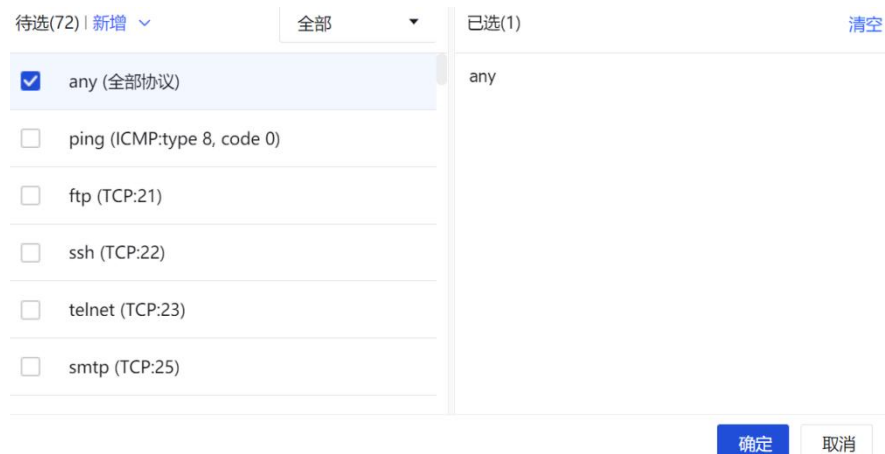 待选(72) | 新增
全部
已选(1)
清空
any (全部协议)
any
ping (ICMP:type 8, code 0)
ftp (TCP:21)
ssh (TCP:22)
telnet (TCP:23)
smtp (TCP:25)
确定
取消